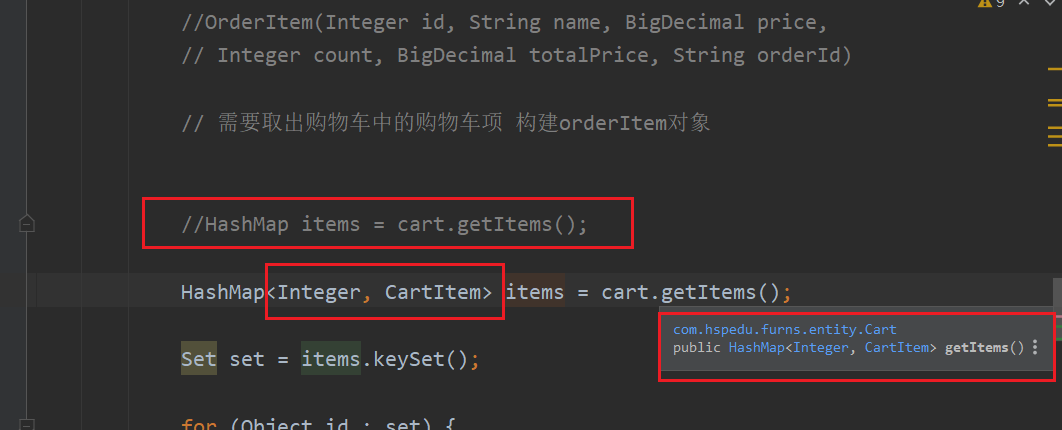 9
//OrderItem(Integer id, String name, BigDecimal price,
// Integer count, BigDecimal totalPrice, String orderId)
// 需要取出购物车中的购物车项 构建orderItem对象
//HashMap items = cart.getItems();
HashMap<Integer, CartItem> items = cart.getItems();
com.hspedu.furns.entity.Cart
public HashMap<Integer, CartItem> getItems()
Set set = items.keySet();
for (Object id : set) {